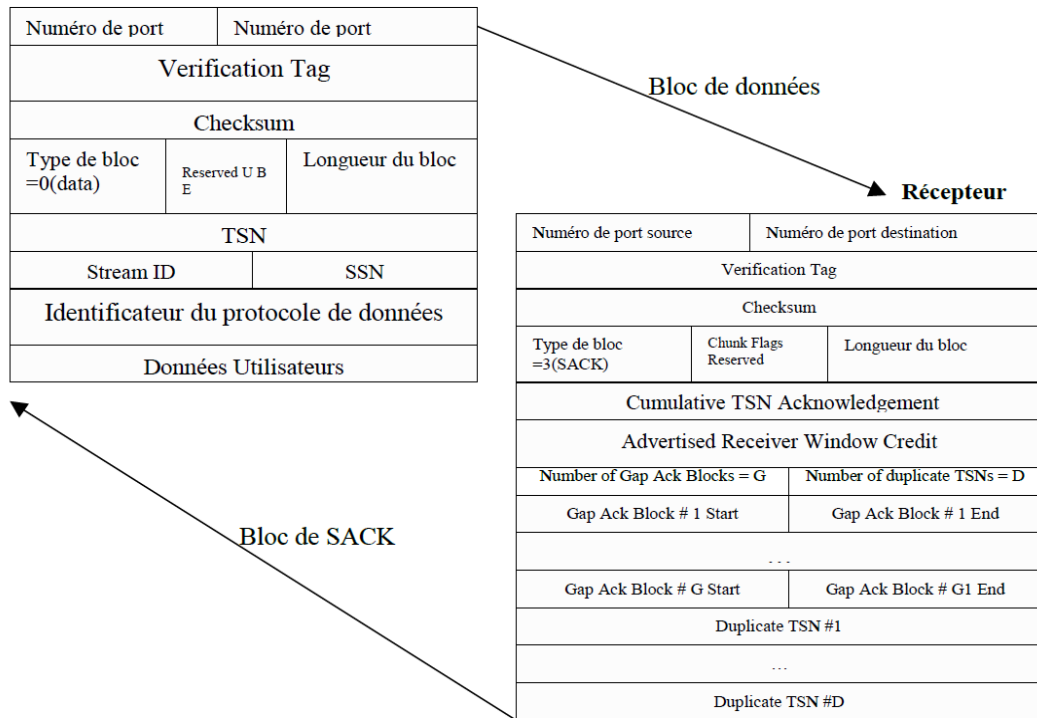 Numéro de port Numéro de port
Verification Tag
Checksum
Type de bloc
=0(data)
Reserved U B
E
Longueur du bloc
TSN
Stream ID SSN
Identificateur du protocole de données
Données Utilisateurs
Bloc de données
Récepteur
Numéro de port source Numéro de port destination
Verification Tag
Checksum
Type de bloc
=3(SACK)
Chunk Flags
Reserved
Longueur du bloc
Cumulative TSN Acknowledgement
Advertised Receiver Window Credit
Number of Gap Ack Blocks = G Number of duplicate TSNs = D
Gap Ack Block # 1 Start Gap Ack Block # 1 End
...
Gap Ack Block # G Start Gap Ack Block # G1 End
Duplicate TSN #1
...
Duplicate TSN #D
Bloc de SACK